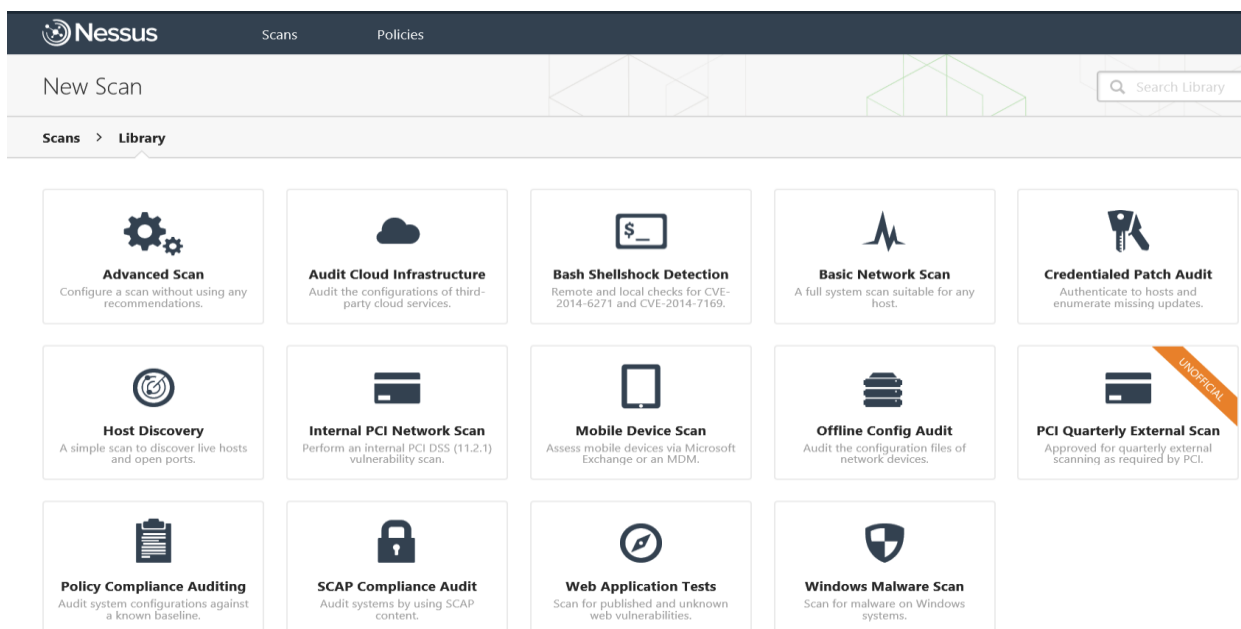 Nessus
Scans
Policies
New Scan
Search Library
Scans > Library
$_
Advanced Scan
Configure a scan without using any
recommendations.
Audit Cloud Infrastructure
Audit the configurations of third-
party cloud services.
Bash Shellshock Detection
Remote and local checks for CVE-
2014-6271 and CVE-2014-7169.
Basic Network Scan
A full system scan suitable for any
host.
Credentialed Patch Audit
Authenticate to hosts and
enumerate missing updates.
Host Discovery
A simple scan to discover live hosts
and open ports.
Internal PCI Network Scan
Perform an internal PCI DSS (11.2.1)
vulnerability scan.
Mobile Device Scan
Assess mobile devices via Microsoft
Exchange or an MDM.
Offline Config Audit
Audit the configuration files of
network devices.
UNOFFICIAL
PCI Quarterly External Scan
Approved for quarterly external
scanning as required by PCI.
Policy Compliance Auditing
Audit system configurations against
a known baseline.
SCAP Compliance Audit
Audit systems by using SCAP
content.
Web Application Tests
Scan for published and unknown
web vulnerabilities.
Windows Malware Scan
Scan for malware on Windows
systems.